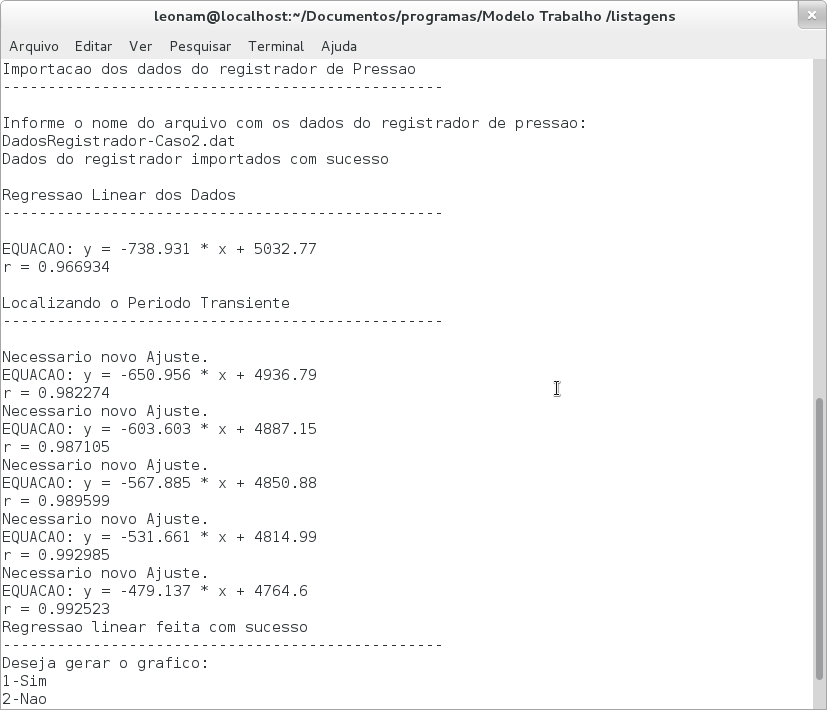 leonam@localhost:~/Documentos/programas/Modelo Trabalho /listagens
Arquivo Editar Ver Pesquisar Terminal Ajuda
Importacao dos dados do registrador de Pressao
------------------------------------------------
Informe o nome do arquivo com os dados do registrador de pressao:
DadosRegistrador-Caso2.dat
Dados do registrador importados com sucesso
Regressao Linear dos Dados
------------------------------------------------
EQUACAO: y = -738.931 * x + 5032.77
r = 0.966934
Localizando o Periodo Transiente
------------------------------------------------
Necessario novo Ajuste.
EQUACAO: y = -650.956 * x + 4936.79
r = 0.982274
Necessario novo Ajuste.
EQUACAO: y = -603.603 * x + 4887.15
r = 0.987105
Necessario novo Ajuste.
EQUACAO: y = -567.885 * x + 4850.88
r = 0.989599
Necessario novo Ajuste.
EQUACAO: y = -531.661 * x + 4814.99
r = 0.992985
Necessario novo Ajuste.
EQUACAO: y = -479.137 * x + 4764.6
r = 0.992523
Regressao linear feita com sucesso
------------------------------------------------
Deseja gerar o grafico:
1-Sim
2-Nao